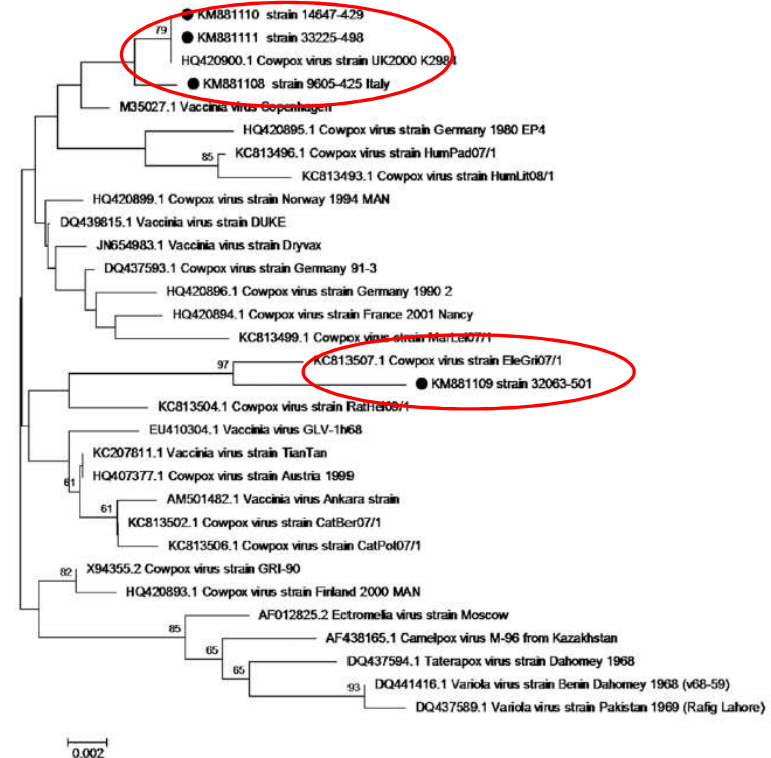 KM881110 strain 14647-429
79
KM881111 strain 33225-498
HQ420900.1 Cowpox virus strain UK2000 K2984
KM881108 strain 9605-425 Italy
M35027.1 Vaccinia virus Copenhagen
HQ420895.1 Cowpox virus strain Germany 1980 EP4
85
KC813496.1 Cowpox virus strain HumPad07/1
KC813493.1 Cowpox virus strain HumLit08/1
HQ420899.1 Cowpox virus strain Norway 1994 MAN
DQ439815.1 Vaccinia virus strain DUKE
JN654983.1 Vaccinia virus strain Dryvax
DQ437593.1 Cowpox virus strain Germany 91-3
HQ420896.1 Cowpox virus strain Germany 1990 2
HQ420894.1 Cowpox virus strain France 2001 Nancy
KC813499.1 Cowpox virus strain MarLei07/1
97
KC813507.1 Cowpox virus strain EleGri07/1
KM881109 strain 32063-501
KC813504.1 Cowpox virus strain RatHei09/1
EU410304.1 Vaccinia virus GLV-1h68
KC207811.1 Vaccinia virus strain TianTan
HQ407377.1 Cowpox virus strain Austria 1999
61
AM501482.1 Vaccinia virus Ankara strain
61
KC813502.1 Cowpox virus strain CatBer07/1
KC813506.1 Cowpox virus strain CatPot07/1
82
X94355.2 Cowpox virus strain GRI-90
HQ420893.1 Cowpox virus strain Finland 2000 MAN
AF012825.2 Ectromelia virus strain Moscow
85
AF438165.1 Camelpox virus M-96 from Kazakhstan
65
DQ437594.1 Taterapox virus strain Dahomey 1968
65
DQ441416.1 Variola virus strain Benin Dahomey 1968 (v68-59)
93
DQ437589.1 Variola virus strain Pakistan 1969 (Rafig Lahore)
0.002